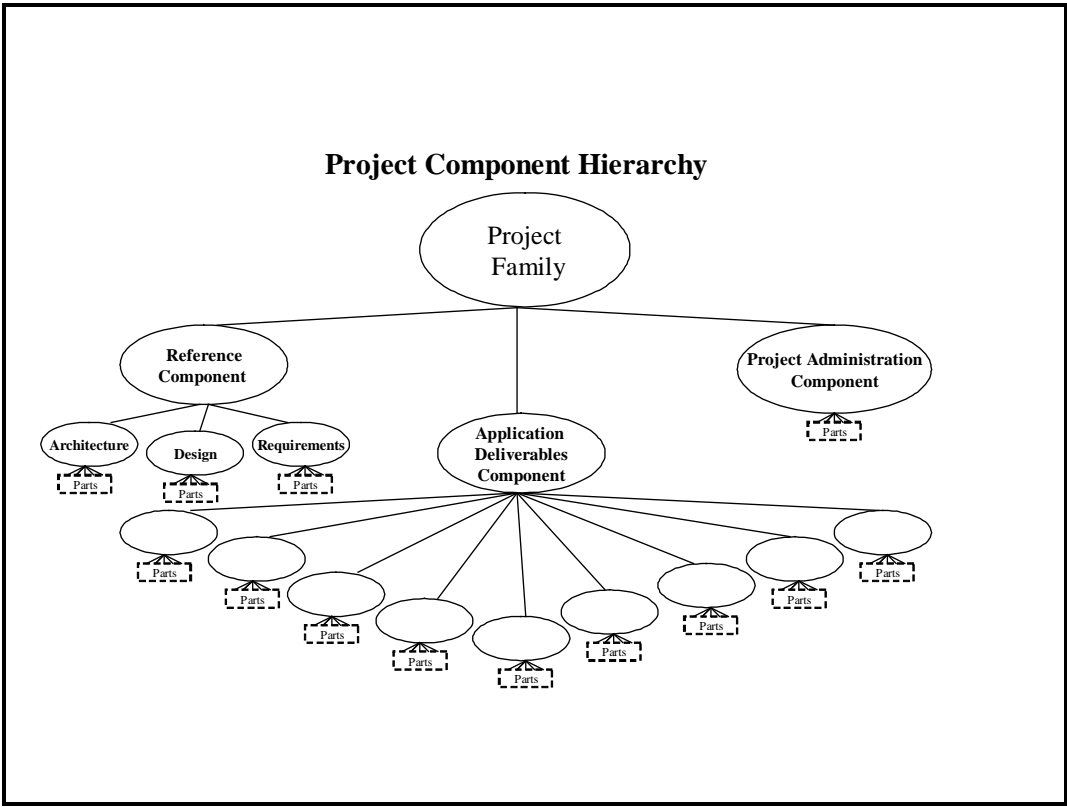 Project Component Hierarchy
Project
Family
Reference
Component
Project Administration
Component
Parts
Architecture
Design
Requirements
Parts
Parts
Parts
Application
Deliverables
Component
Parts
Parts
Parts
Parts
Parts
Parts
Parts
Parts
Parts